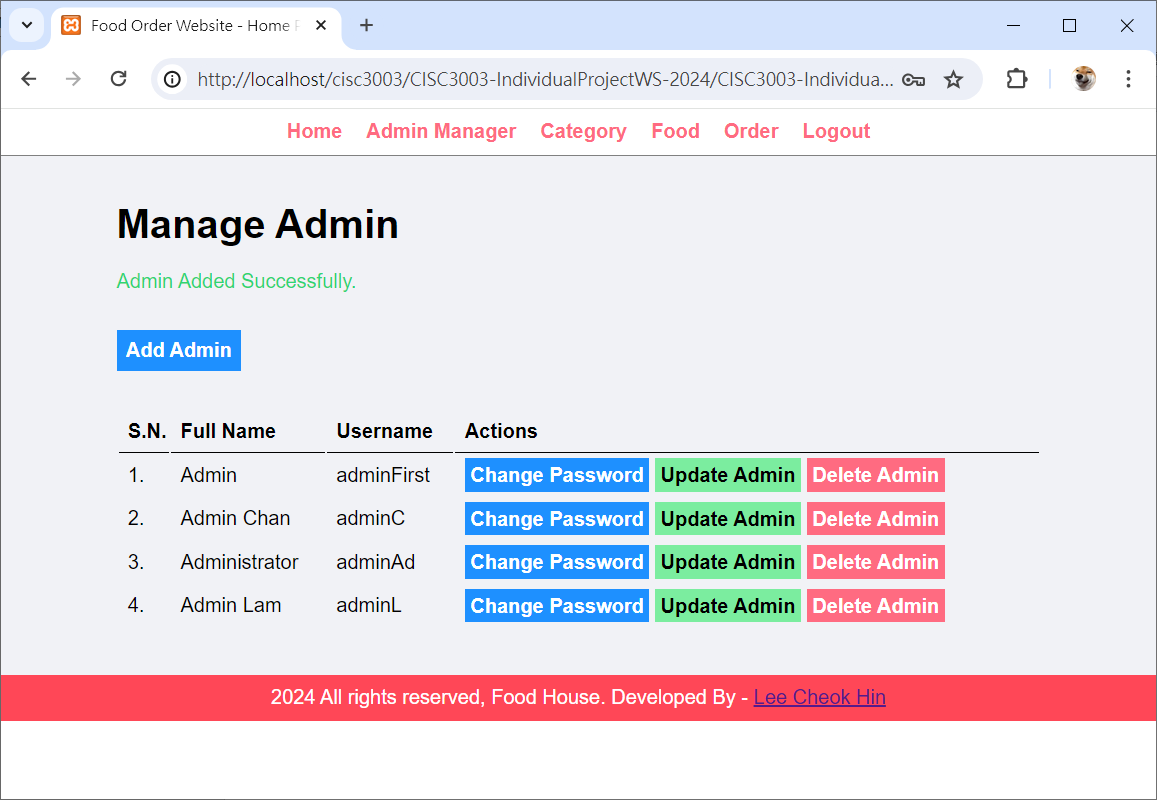 Food Order Website - Home
http://localhost/cisc3003/CISC3003-IndividualProjectWS-2024/CISC3003-Individua...
Home Admin Manager Category Food Order Logout
Manage Admin
Admin Added Successfully.
Add Admin
S.N. Full Name Username Actions
1. Admin adminFirst Change Password Update Admin Delete Admin
2. Admin Chan adminC Change Password Update Admin Delete Admin
3. Administrator adminAd Change Password Update Admin Delete Admin
4. Admin Lam adminL Change Password Update Admin Delete Admin
2024 All rights reserved, Food House. Developed By - Lee Cheok Hin